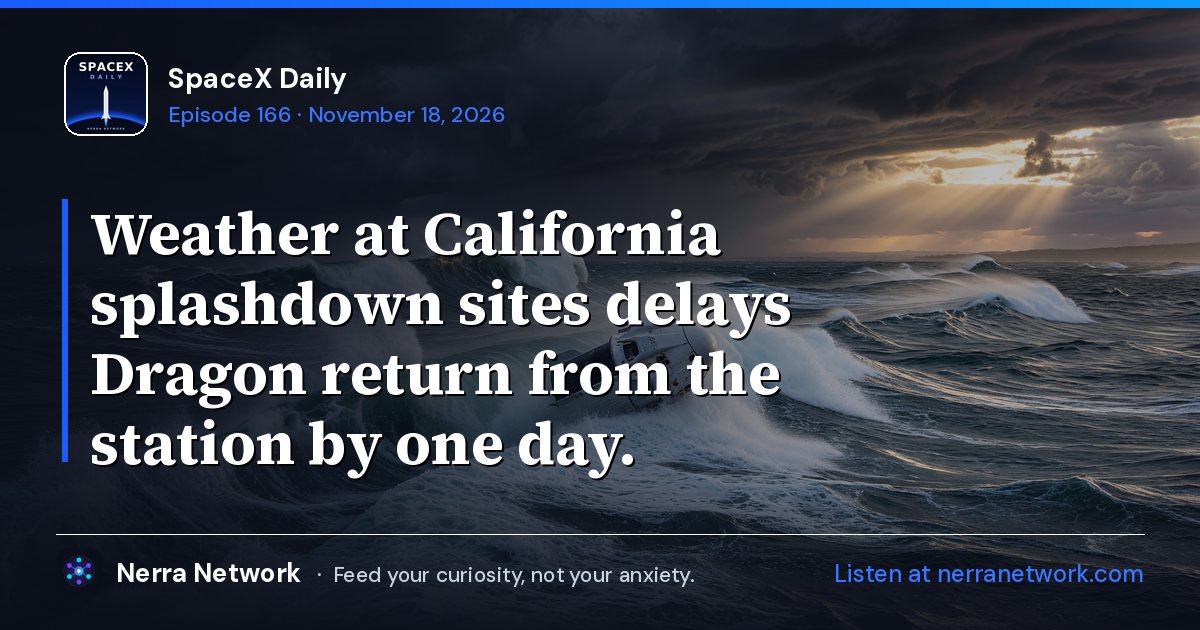 SPACEX
DAILY
NERRA NETWORK
SpaceX Daily
Episode 166 · November 18, 2026
Weather at California
splashdown sites delays
Dragon return from the
station by one day.
Nerra Network · Feed your curiosity, not your anxiety.
Listen at nerranetwork.com